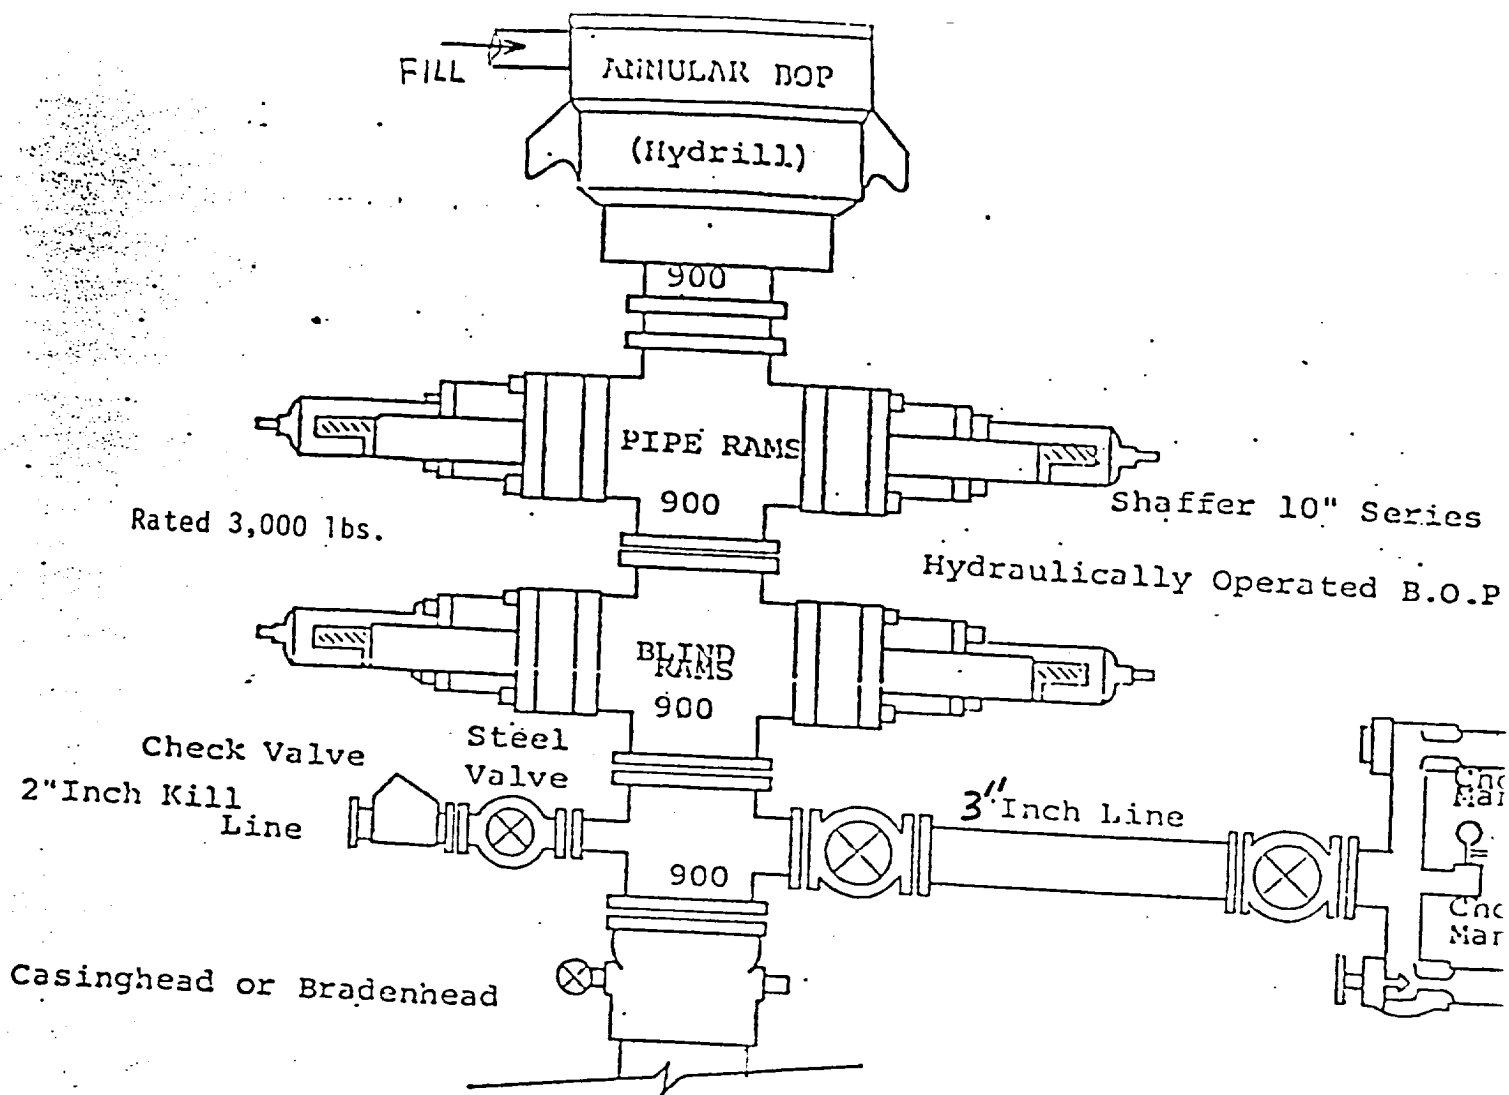 FILL
ANNULAR BOP
(Hydrill)
900
PIPE RAMS
900
Shaffer 10" Series
Rated 3,000 lbs.
Hydraulically Operated B.O.P
BLIND
RAMS
900
Check Valve
Steel
Valve
2"Inch Kill
Line
3"Inch Line
900
Casinghead or Bradenhead